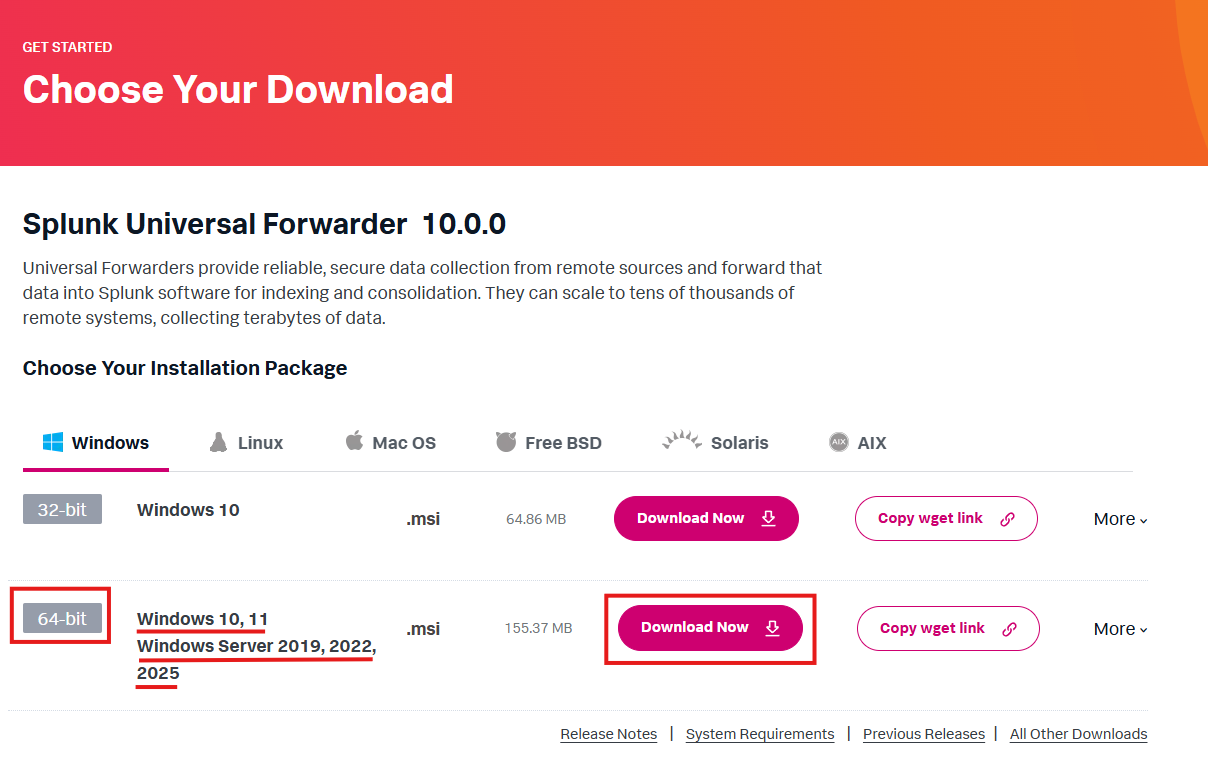 GET STARTED
Choose Your Download
Splunk Universal Forwarder 10.0.0
Universal Forwarders provide reliable, secure data collection from remote sources and forward that
data into Splunk software for indexing and consolidation. They can scale to tens of thousands of
remote systems, collecting terabytes of data.
Choose Your Installation Package
Windows Linux Mac OS Free BSD Solaris AIX AIX
32-bit Windows 10 .msi 64.86 MB Download Now Copy wget link More
64-bit Windows 10, 11 .msi 155.37 MB Download Now Copy wget link More
Windows Server 2019, 2022,
2025
Release Notes | System Requirements | Previous Releases | All Other Downloads